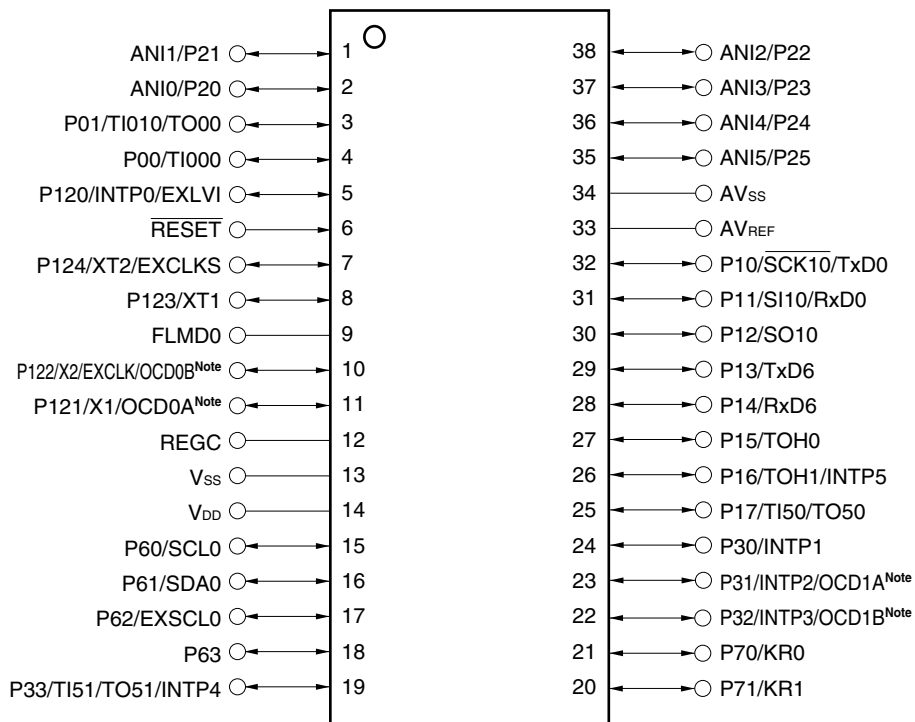 ANI1/P21 1 38 ANI2/P22
ANI0/P20 2 37 ANI3/P23
P01/TI010/TO00 3 36 ANI4/P24
P00/TI000 4 35 ANI5/P25
P120/INTP0/EXLVI 5 34 AVSS
RESET 6 33 AVREF
P124/XT2/EXCLKS 7 32 P10/SCK10/TxD0
P123/XT1 8 31 P11/SI10/RxD0
FLMD0 9 30 P12/SO10
P122/X2/EXCLK/OCD0BNote 10 29 P13/TxD6
P121/X1/OCD0ANote 11 28 P14/RxD6
REGC 12 27 P15/TOH0
VSS 13 26 P16/TOH1/INTP5
VDD 14 25 P17/TI50/TO50
P60/SCL0 15 24 P30/INTP1
P61/SDA0 16 23 P31/INTP2/OCD1ANote
P62/EXSCL0 17 22 P32/INTP3/OCD1BNote
P63 18 21 P70/KR0
P33/TI51/TO51/INTP4 19 20 P71/KR1